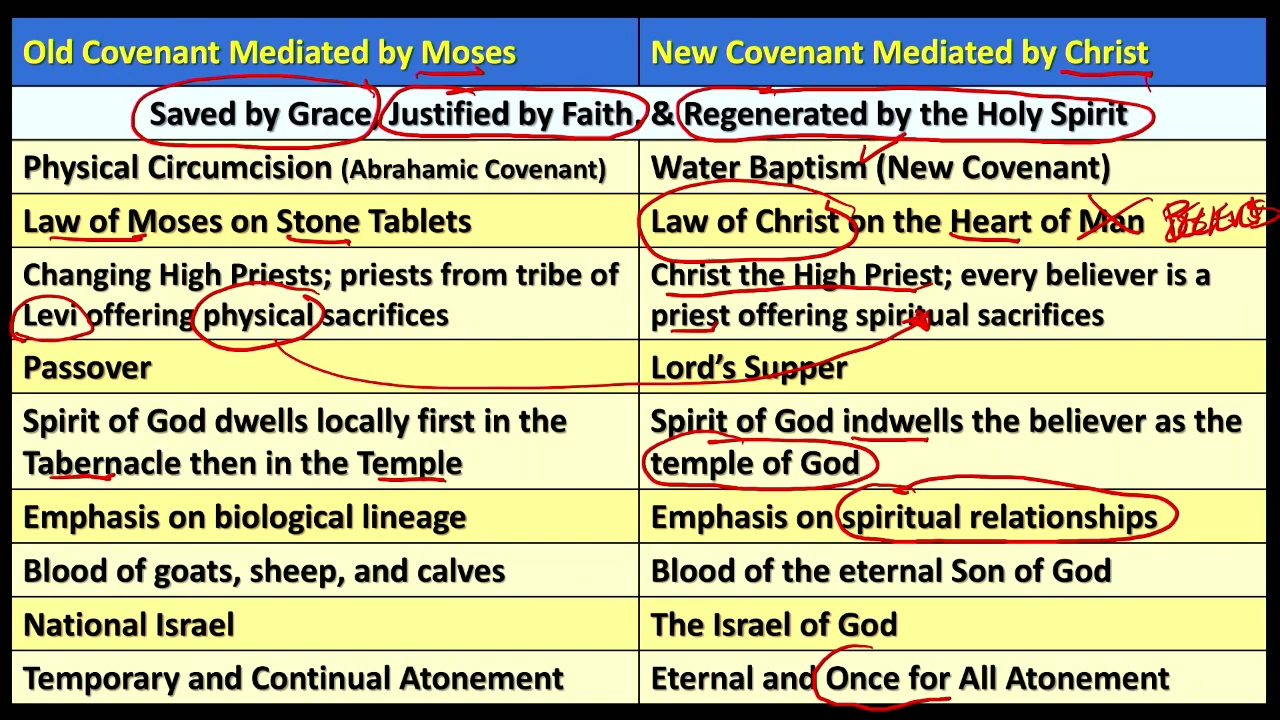 Old Covenant Mediated by Moses
New Covenant Mediated by Christ
Saved by Grace, Justified by Faith, & Regenerated by the Holy Spirit
Physical Circumcision (Abrahamic Covenant)
Water Baptism (New Covenant)
Law of Moses on Stone Tablets
Law of Christ on the Heart of Man
Changing High Priests; priests from tribe of
Levi offering physical sacrifices
Christ the High Priest; every believer is a
priest offering spiritual sacrifices
Passover
Lord's Supper
Spirit of God dwells locally first in the
Tabernacle then in the Temple
Spirit of God indwells the believer as the
temple of God
Emphasis on biological lineage
Emphasis on spiritual relationships
Blood of goats, sheep, and calves
Blood of the eternal Son of God
National Israel
The Israel of God
Temporary and Continual Atonement
Eternal and Once for All Atonement